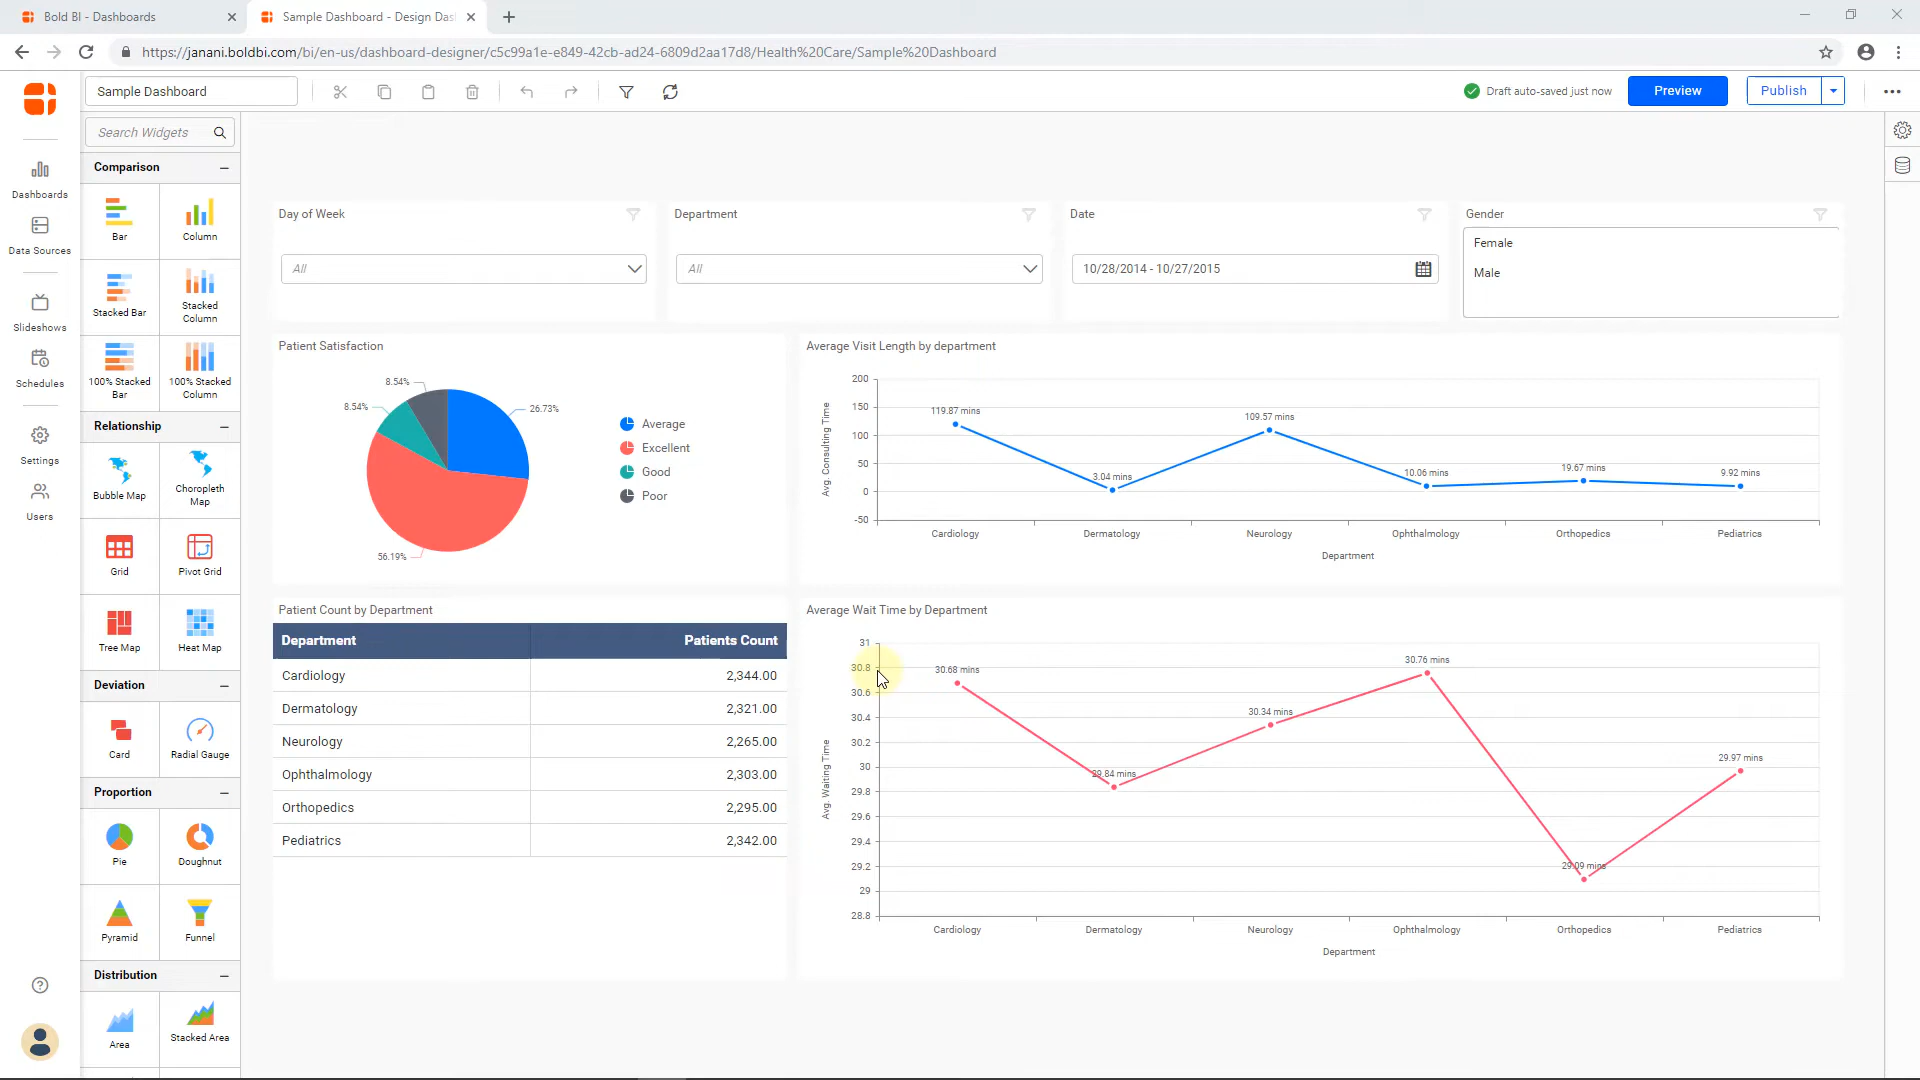 Bold BI - Dashboards
Sample Dashboard - Design Das
https://janani.boldbi.com/bi/en-us/dashboard-designer/c5c99a1e-e849-42cb-ad24-6809d2aa17d8/Health%20Care/Sample%20Dashboard
Sample Dashboard
Draft auto-saved just now
Preview
Publish
Search Widgets
Dashboards
Data Sources
Slideshows
Schedules
Settings
Users
Comparison
Bar
Column
Stacked Bar
Stacked
Column
100% Stacked
Bar
100% Stacked
Column
Relationship
Bubble Map
Choropleth
Map
Grid
Pivot Grid
Tree Map
Heat Map
Deviation
Card
Radial Gauge
Proportion
Pie
Doughnut
Pyramid
Funnel
Distribution
Area
Stacked Area
Day of Week
All
Department
All
Date
10/28/2014 - 10/27/2015
Gender
Female
Male
Patient Satisfaction
8.54%
8.54%
26.73%
56.19%
Average
Excellent
Good
Poor
Average Visit Length by department
Avg. Consulting Time
200
150
100
50
0
-50
119.87 mins
3.04 mins
109.57 mins
10.06 mins
19.67 mins
9.92 mins
Cardiology
Dermatology
Neurology
Ophthalmology
Orthopedics
Pediatrics
Department
Patient Count by Department
Department Patients Count
Cardiology 2,344.00
Dermatology 2,321.00
Neurology 2,265.00
Ophthalmology 2,303.00
Orthopedics 2,295.00
Pediatrics 2,342.00
Average Wait Time by Department
Avg. Waiting Time
31
30.8
30.6
30.4
30.2
30
29.8
29.6
29.4
29.2
29
28.8
30.68 mins
29.84 mins
30.34 mins
30.76 mins
29.09 mins
29.97 mins
Cardiology
Dermatology
Neurology
Ophthalmology
Orthopedics
Pediatrics
Department